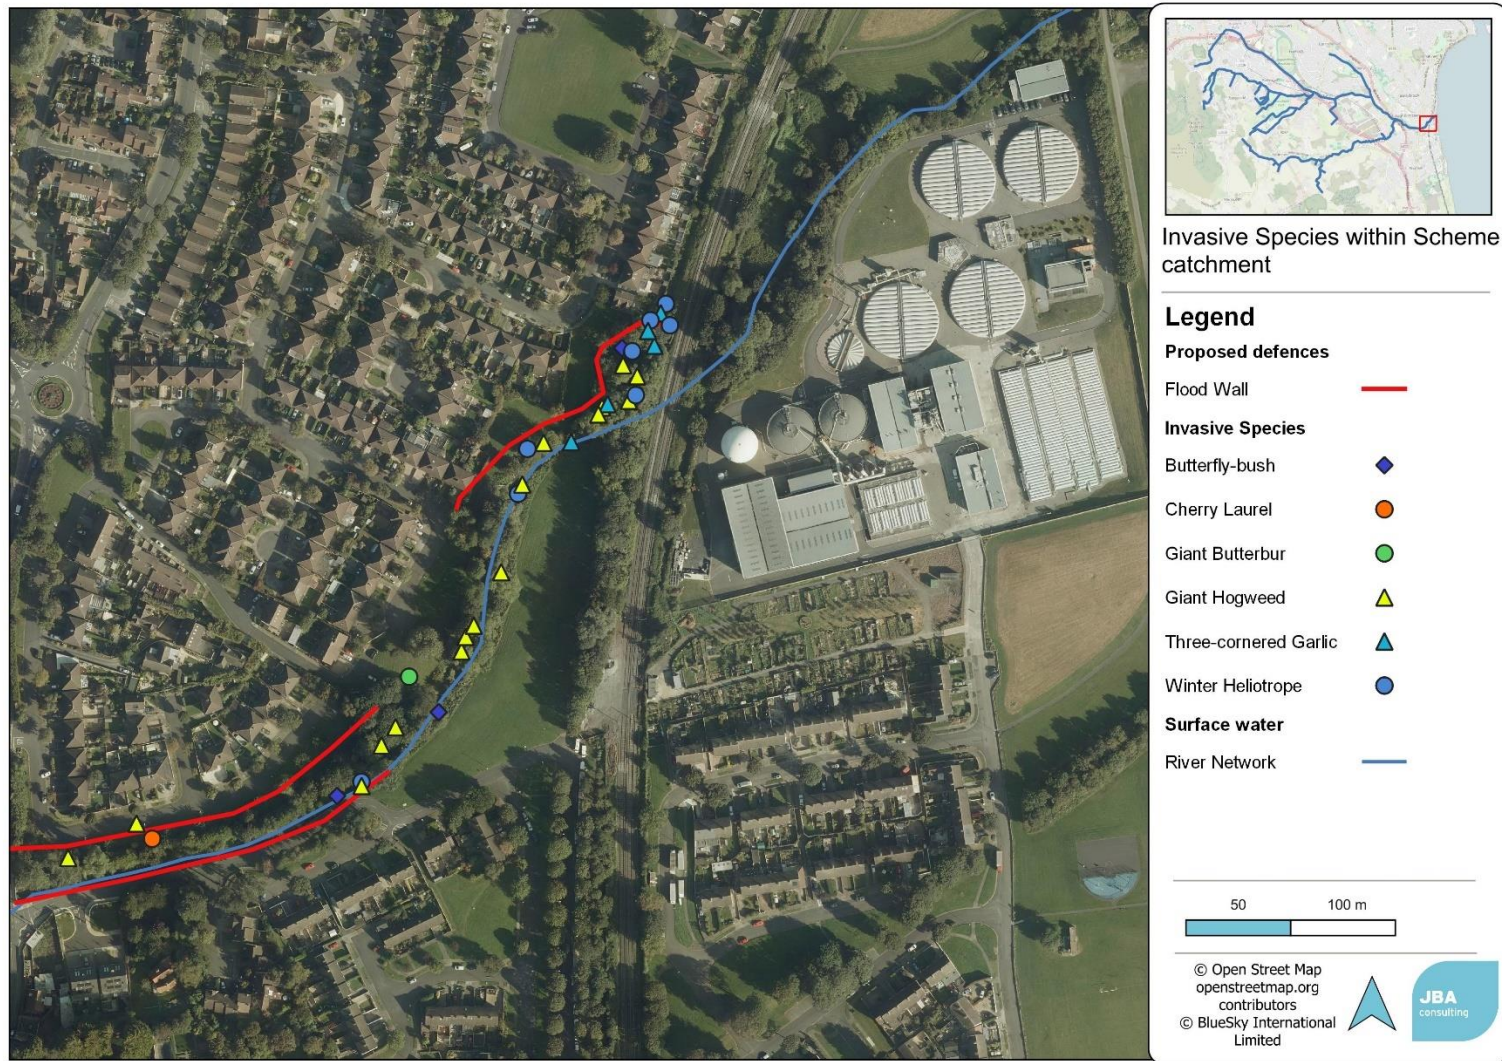 Invasive Species within Scheme
catchment
Legend
Proposed defences
Flood Wall
Invasive Species
Butterfly-bush
Cherry Laurel
Giant Butterbur
Giant Hogweed
Three-cornered Garlic
Winter Heliotrope
Surface water
River Network
50 100 m
© Open Street Map
openstreetmap.org
contributors
© BlueSky International
Limited
JBA
consulting